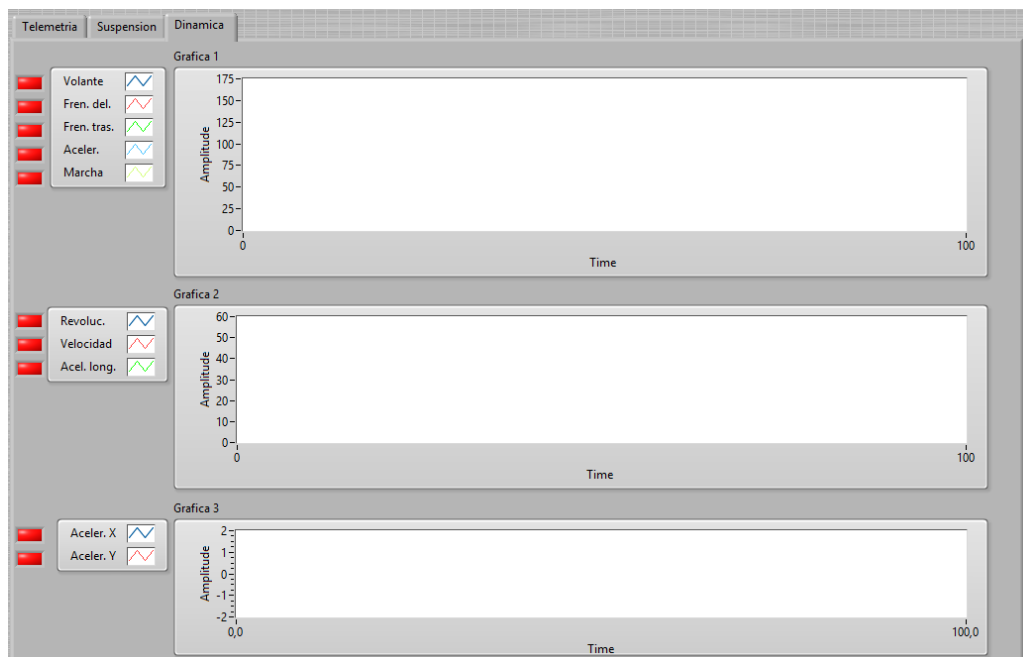 Telemetria Suspension Dinamica
Grafica 1
Volante
Fren. del.
Fren. tras.
Aceler.
Marcha
175
150
125
100
75
50
25
0
Amplitude
0 100
Time
Grafica 2
Revoluc.
Velocidad
Acel. long.
60
50
40
30
20
10
0
Amplitude
0 100
Time
Grafica 3
Aceler. X
Aceler. Y
2
1
0
-1
-2
Amplitude
0,0 100,0
Time